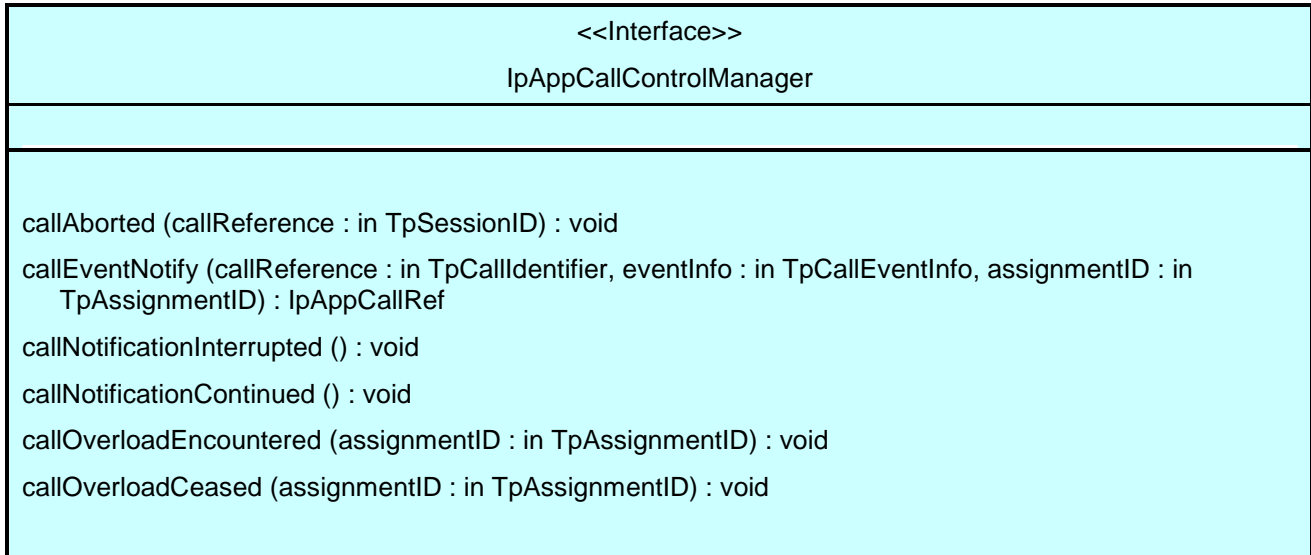 <<Interface>>
IpAppCallControlManager
callAborted (callReference : in TpSessionID) : void
callEventNotify (callReference : in TpCallIdentifier, eventInfo : in TpCallEventInfo, assignmentID : in
TpAssignmentID) : IpAppCallRef
callNotificationInterrupted () : void
callNotificationContinued () : void
callOverloadEncountered (assignmentID : in TpAssignmentID) : void
callOverloadCeased (assignmentID : in TpAssignmentID) : void